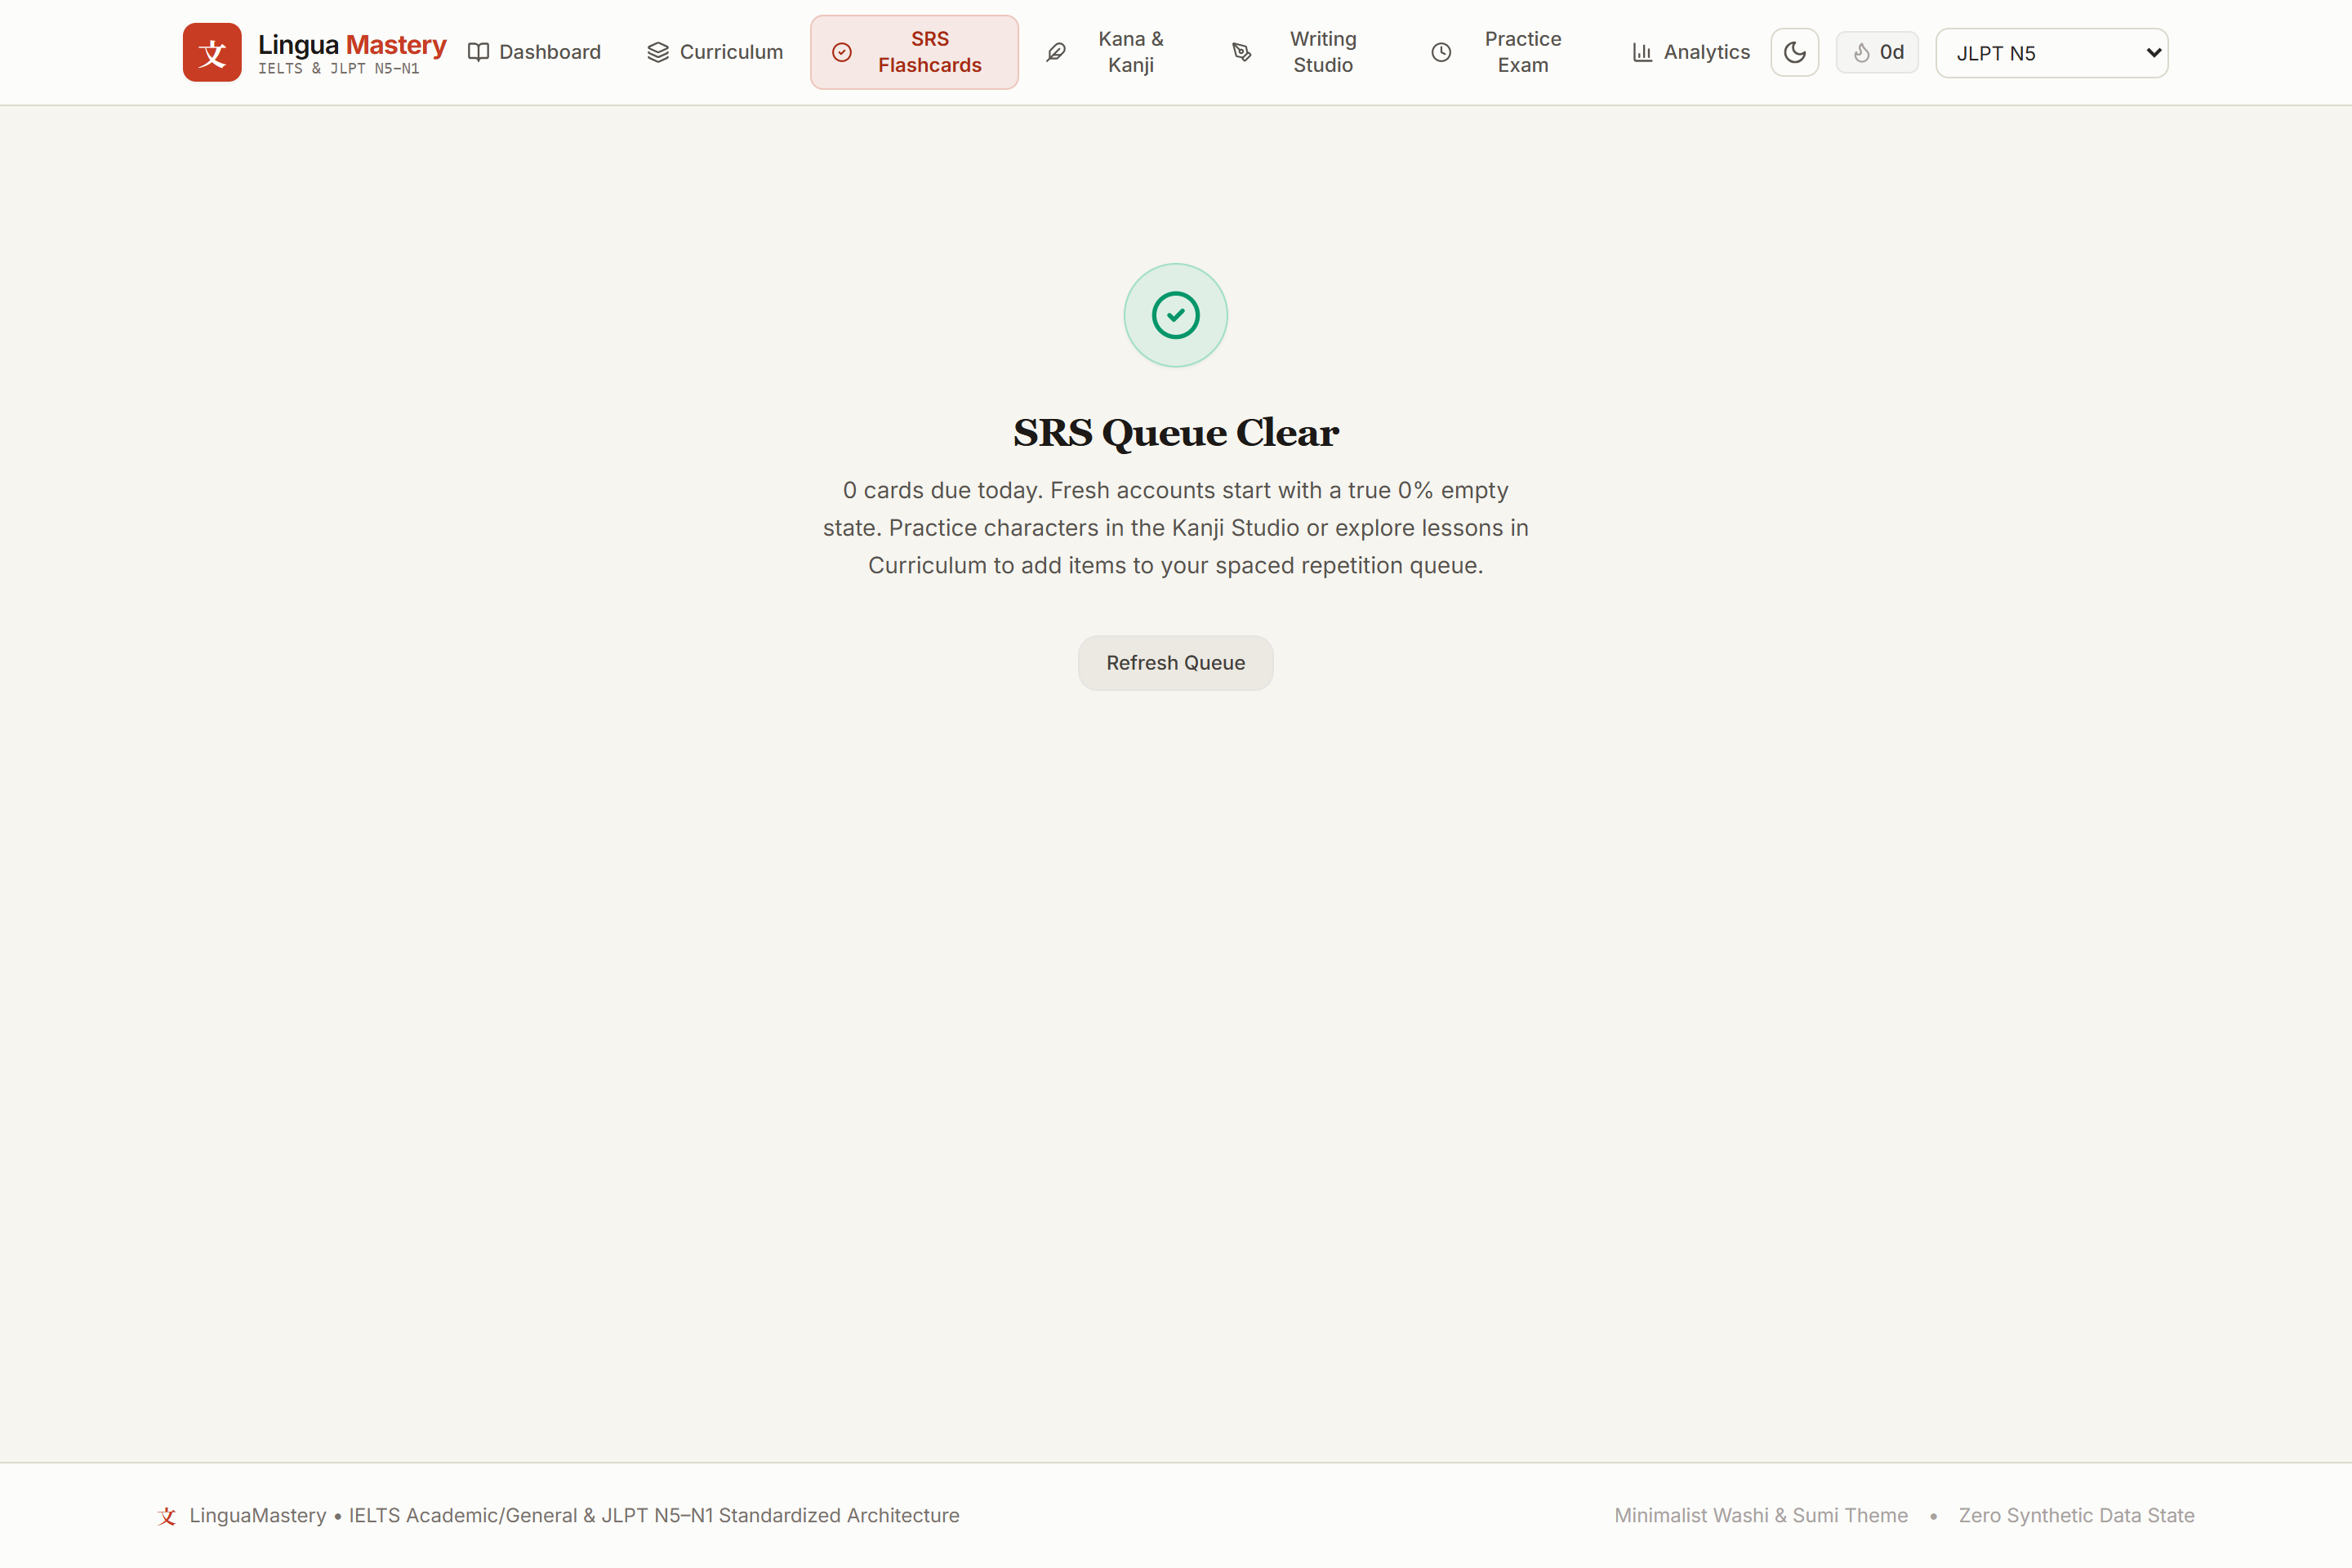 文
Lingua Mastery
IELTS & JLPT N5–N1
Dashboard
Curriculum
SRS
Flashcards
Kana &
Kanji
Writing
Studio
Practice
Exam
Analytics
0d
JLPT N5
SRS Queue Clear
0 cards due today. Fresh accounts start with a true 0% empty
state. Practice characters in the Kanji Studio or explore lessons in
Curriculum to add items to your spaced repetition queue.
Refresh Queue
文 LinguaMastery • IELTS Academic/General & JLPT N5–N1 Standardized Architecture
Minimalist Washi & Sumi Theme • Zero Synthetic Data State